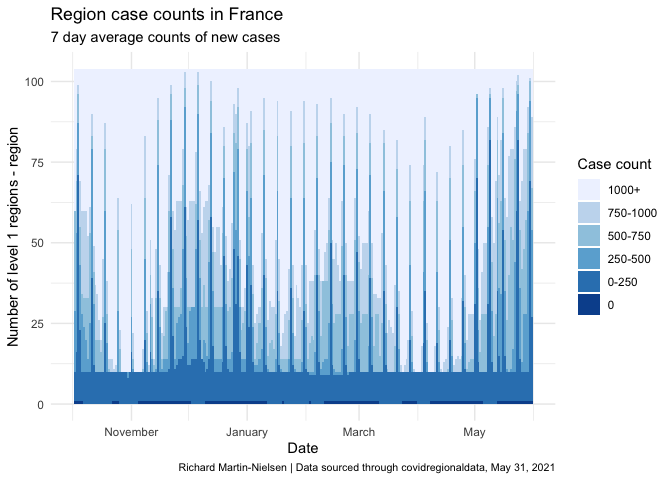 Region case counts in France
7 day average counts of new cases
Number of level 1 regions - region
100
75
50
25
0
November
January
March
May
Date
Case count
1000+
750-1000
500-750
250-500
0-250
0
Richard Martin-Nielsen | Data sourced through covidregionaldata, May 31, 2021